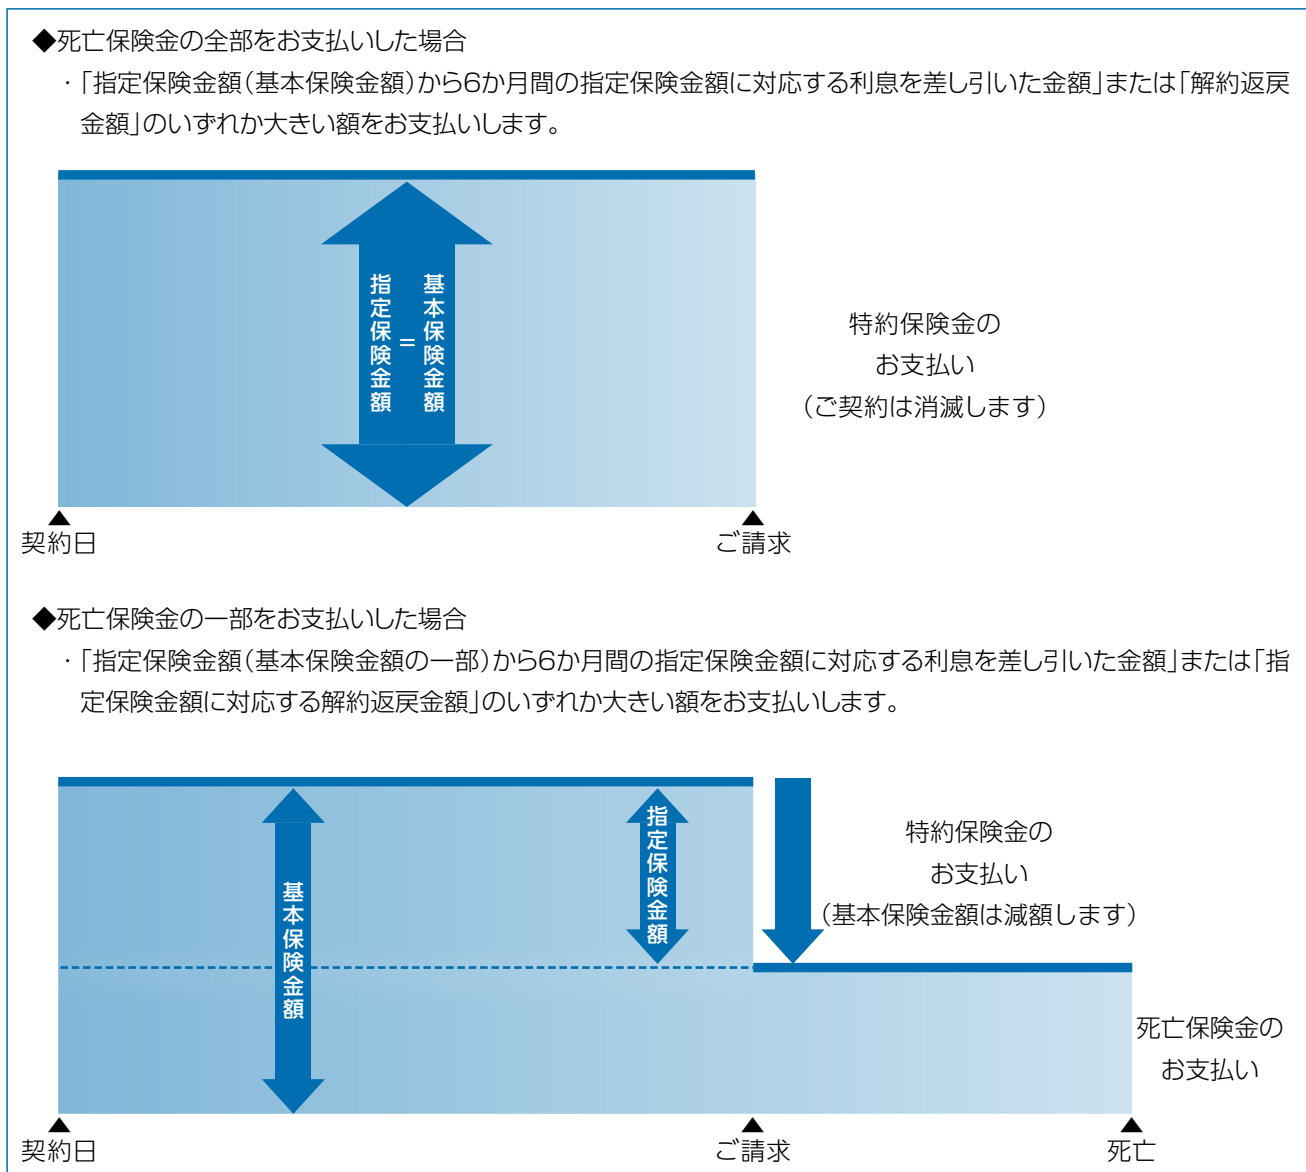 ◆死亡保険金の全部をお支払いした場合
・「指定保険金額（基本保険金額）から6か月間の指定保険金額に対応する利息を差し引いた金額」または「解約返戻
金額」のいずれか大きい額をお支払いします。
指定保険金額
＝
基本保険金額
特約保険金の
お支払い
（ご契約は消滅します）
▲
契約日
▲
ご請求
◆死亡保険金の一部をお支払いした場合
・「指定保険金額（基本保険金額の一部）から6か月間の指定保険金額に対応する利息を差し引いた金額」または「指
定保険金額に対応する解約返戻金額」のいずれか大きい額をお支払いします。
基本保険金額
指定保険金額
特約保険金の
お支払い
（基本保険金額は減額します）
死亡保険金の
お支払い
▲
契約日
▲
ご請求
▲
死亡